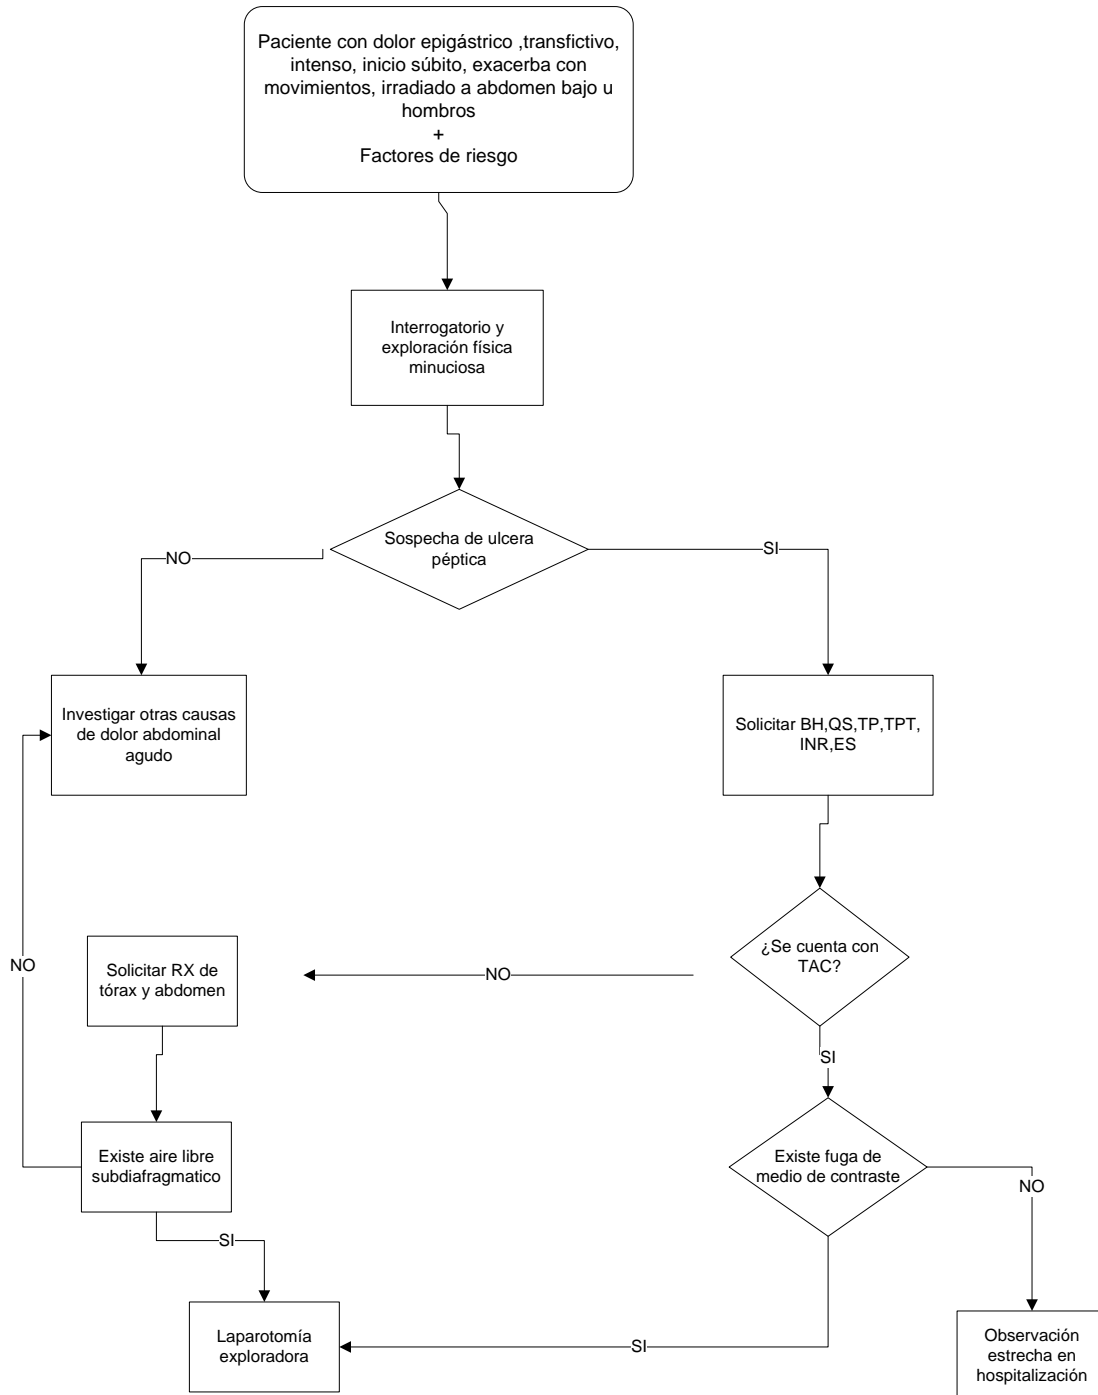 Paciente con dolor epigástrico ,transfictivo,
intenso, inicio súbito, exacerba con
movimientos, irradiado a abdomen bajo u
hombros
+
Factores de riesgo
Interrogatorio y
exploración física
minuciosa
Sospecha de ulcera
péptica
NO
SI
Investigar otras causas
de dolor abdominal
agudo
Solicitar BH,QS,TP,TPT,
INR,ES
¿Se cuenta con
TAC?
NO
SI
Solicitar RX de
tórax y abdomen
NO
Existe aire libre
subdiafragmatico
SI
Existe fuga de
medio de contraste
NO
SI
Laparotomía
exploradora
Observación
estrecha en
hospitalización